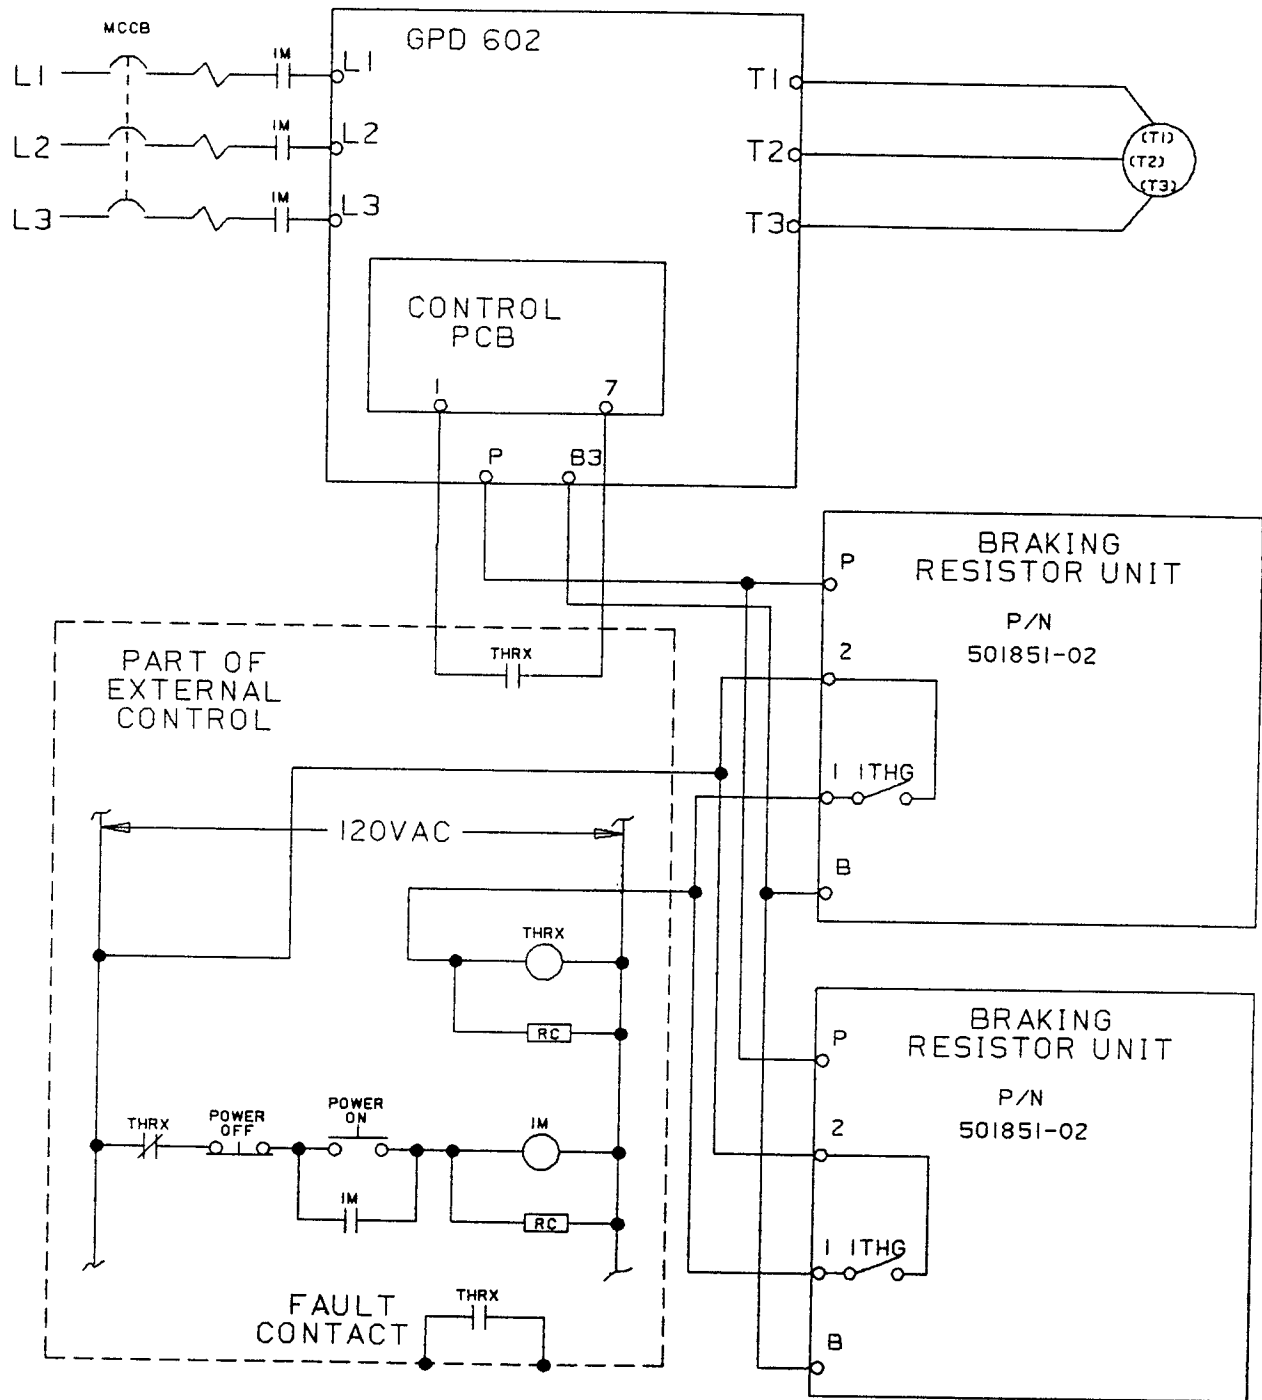 MCCB
GPD 602
L1
1M
L1
T1
L2
1M
L2
T2
L3
1M
L3
T3
(T1)
(T2)
(T3)
CONTROL
PCB
1
7
P
B3
BRAKING
RESISTOR UNIT
P/N
501851-02
P
2
1
1THG
B
PART OF
EXTERNAL
CONTROL
THRX
120VAC
THRX
RC
THRX
POWER
OFF
POWER
ON
1M
1M
RC
FAULT
CONTACT
THRX
BRAKING
RESISTOR UNIT
P/N
501851-02
P
2
1
1THG
B